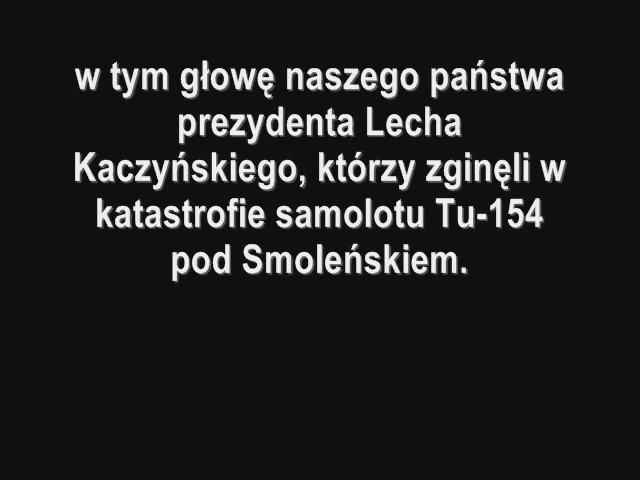 w tym głowę naszego państwa
prezydenta Lecha
Kaczyńskiego, którzy zginęli w
katastrofie samolotu Tu-154
pod Smoleńskiem.